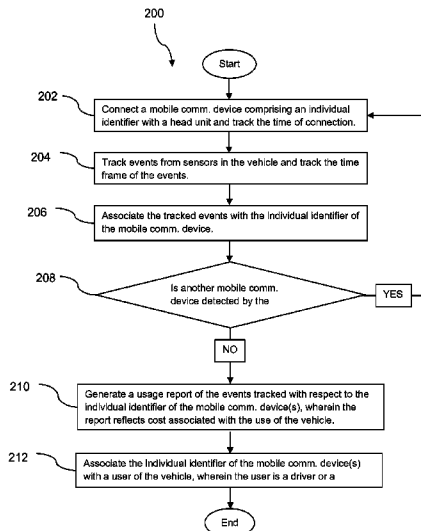 200
Start
202
Connect a mobile comm. device comprising an individual
identifier with a head unit and track the time of connection.
204
Track events from sensors in the vehicle and track the time
frame of the events.
206
Associate the tracked events with the individual identifier of
the mobile comm. device.
208
Is another mobile comm.
device detected by the
YES
NO
210
Generate a usage report of the events tracked with respect to the
individual identifier of the mobile comm. device(s), wherein the
report reflects cost associated with the use of the vehicle.
212
Associate the Individual identifier of the mobile comm. device(s)
with a user of the vehicle, wherein the user is a driver or a
End